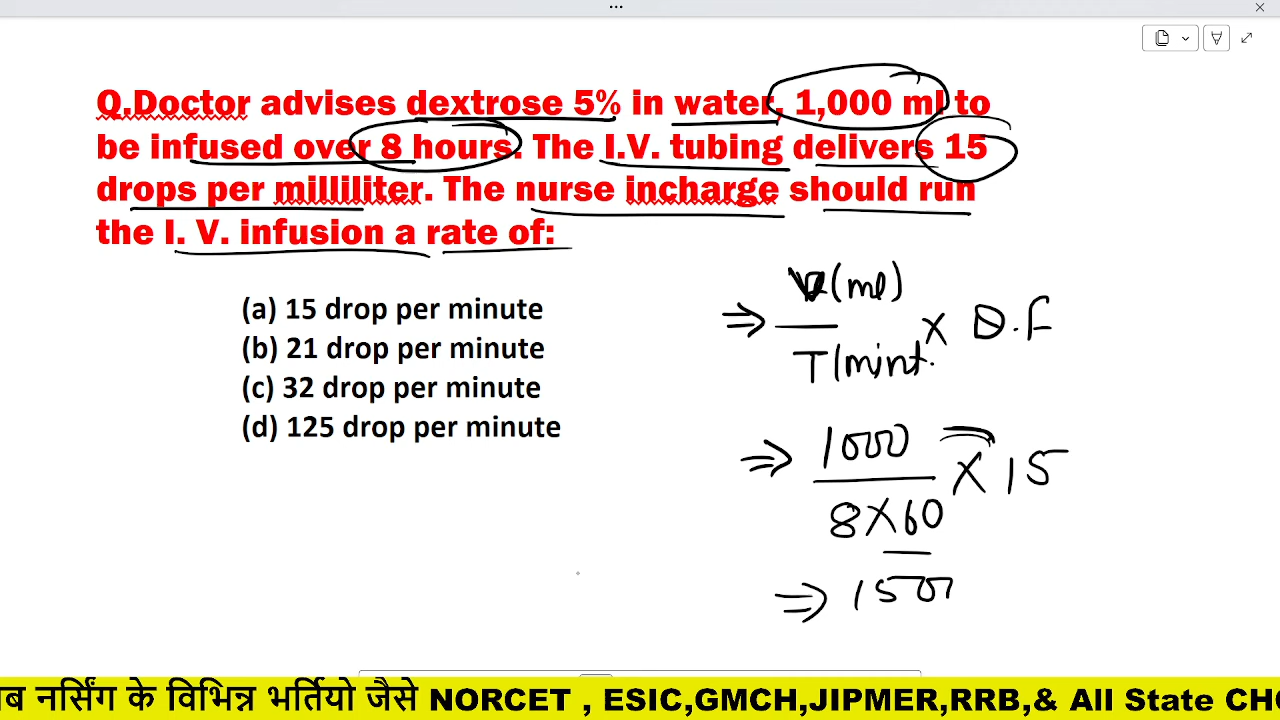 Q.Doctor advises dextrose 5% in water, 1,000 ml to
be infused over 8 hours. The I.V. tubing delivers 15
drops per milliliter. The nurse incharge should run
the I. V. infusion a rate of:
(a) 15 drop per minute
(b) 21 drop per minute
(c) 32 drop per minute
(d) 125 drop per minute
⇒ V(ml) / T(mint. × D.F
⇒ 1000 / 8×60 × 15
⇒ 1500
नर्सिंग के विभिन्न भर्तियो जैसे NORCET , ESIC,GMCH,JIPMER,RRB,& All State